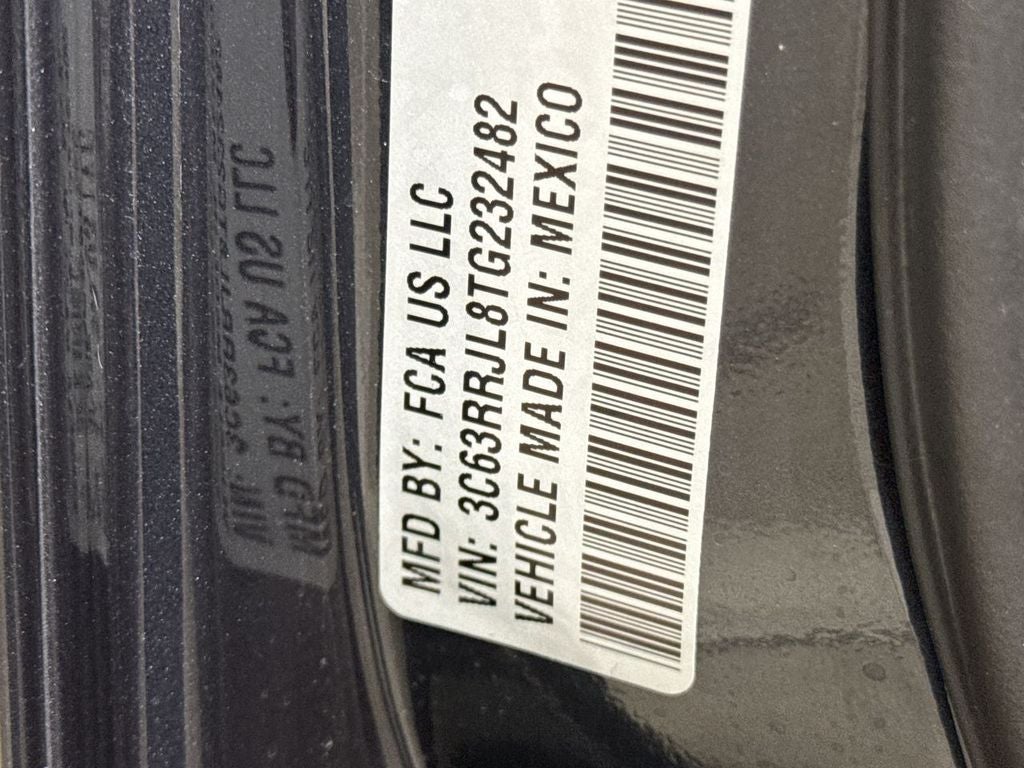 MFD BY: FCA US LLC
VIN: 3C63RRJL8TG232482
VEHICLE MADE IN: MEXICO